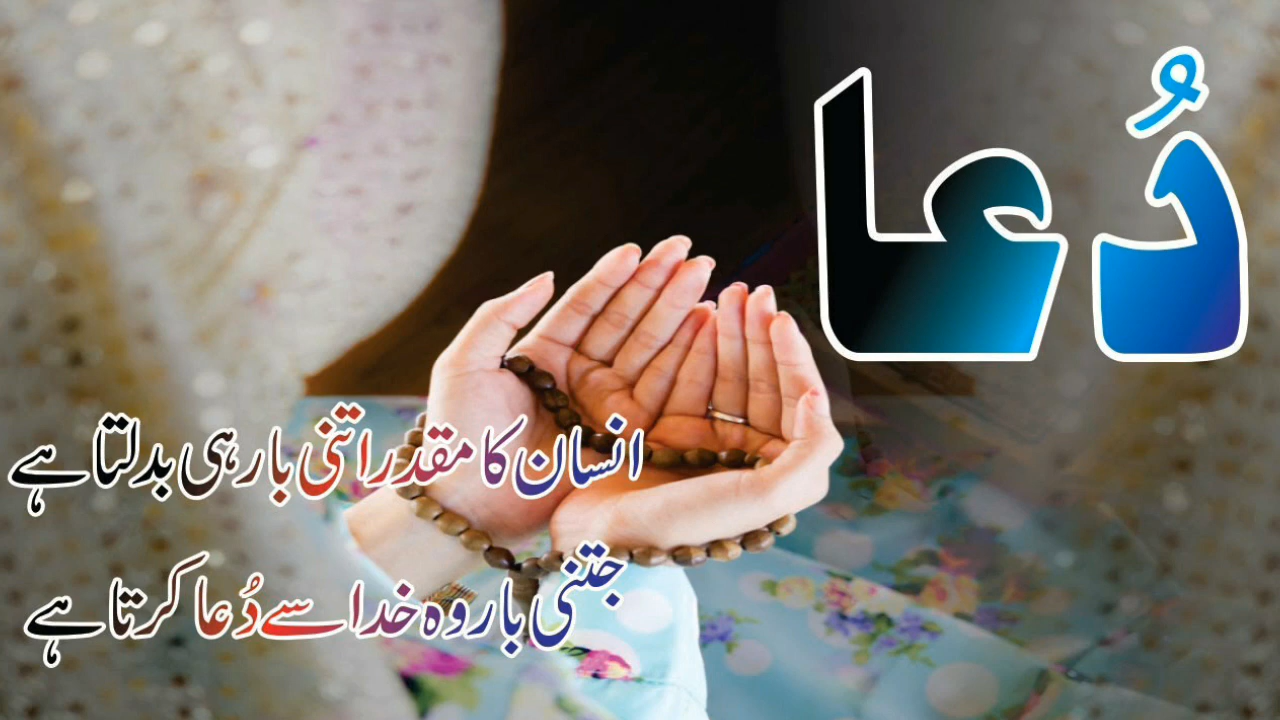 دُعا
انسان کا مقدر اتنی بار ہی بدلتا ہے
جتنی بار وہ خدا سے دُعا کرتا ہے